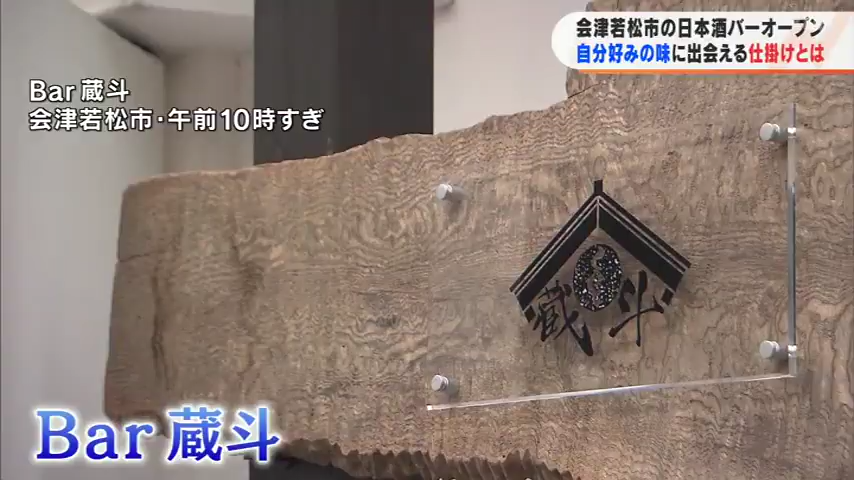 会津若松市の日本酒バーオープン
自分好みの味に出会える仕掛けとは
Bar 蔵斗
会津若松市・午前10時すぎ
蔵斗
Bar 蔵斗